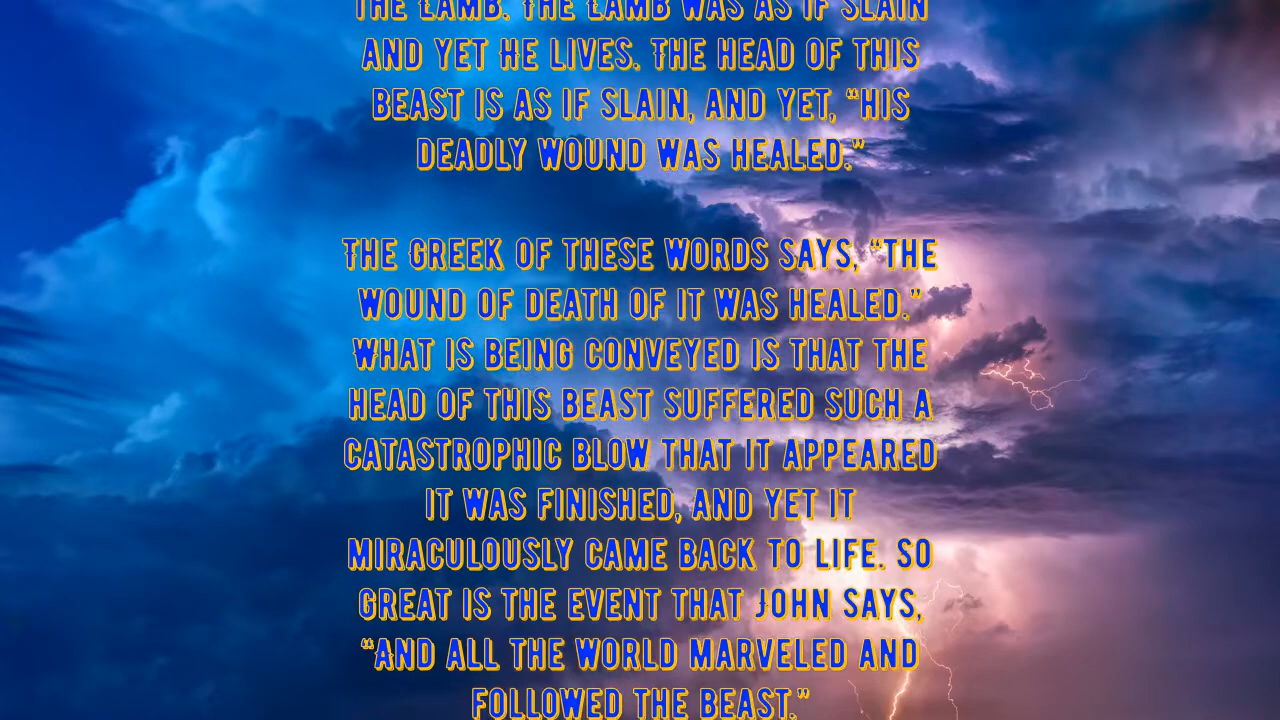 THE LAMB. THE LAMB WAS AS IF SLAIN
AND YET HE LIVES. THE HEAD OF THIS
BEAST IS AS IF SLAIN, AND YET, “HIS
DEADLY WOUND WAS HEALED.”
THE GREEK OF THESE WORDS SAYS, “THE
WOUND OF DEATH OF IT WAS HEALED.”
WHAT IS BEING CONVEYED IS THAT THE
HEAD OF THIS BEAST SUFFERED SUCH A
CATASTROPHIC BLOW THAT IT APPEARED
IT WAS FINISHED, AND YET IT
MIRACULOUSLY CAME BACK TO LIFE. SO
GREAT IS THE EVENT THAT JOHN SAYS,
“AND ALL THE WORLD MARVELED AND
FOLLOWED THE BEAST.”